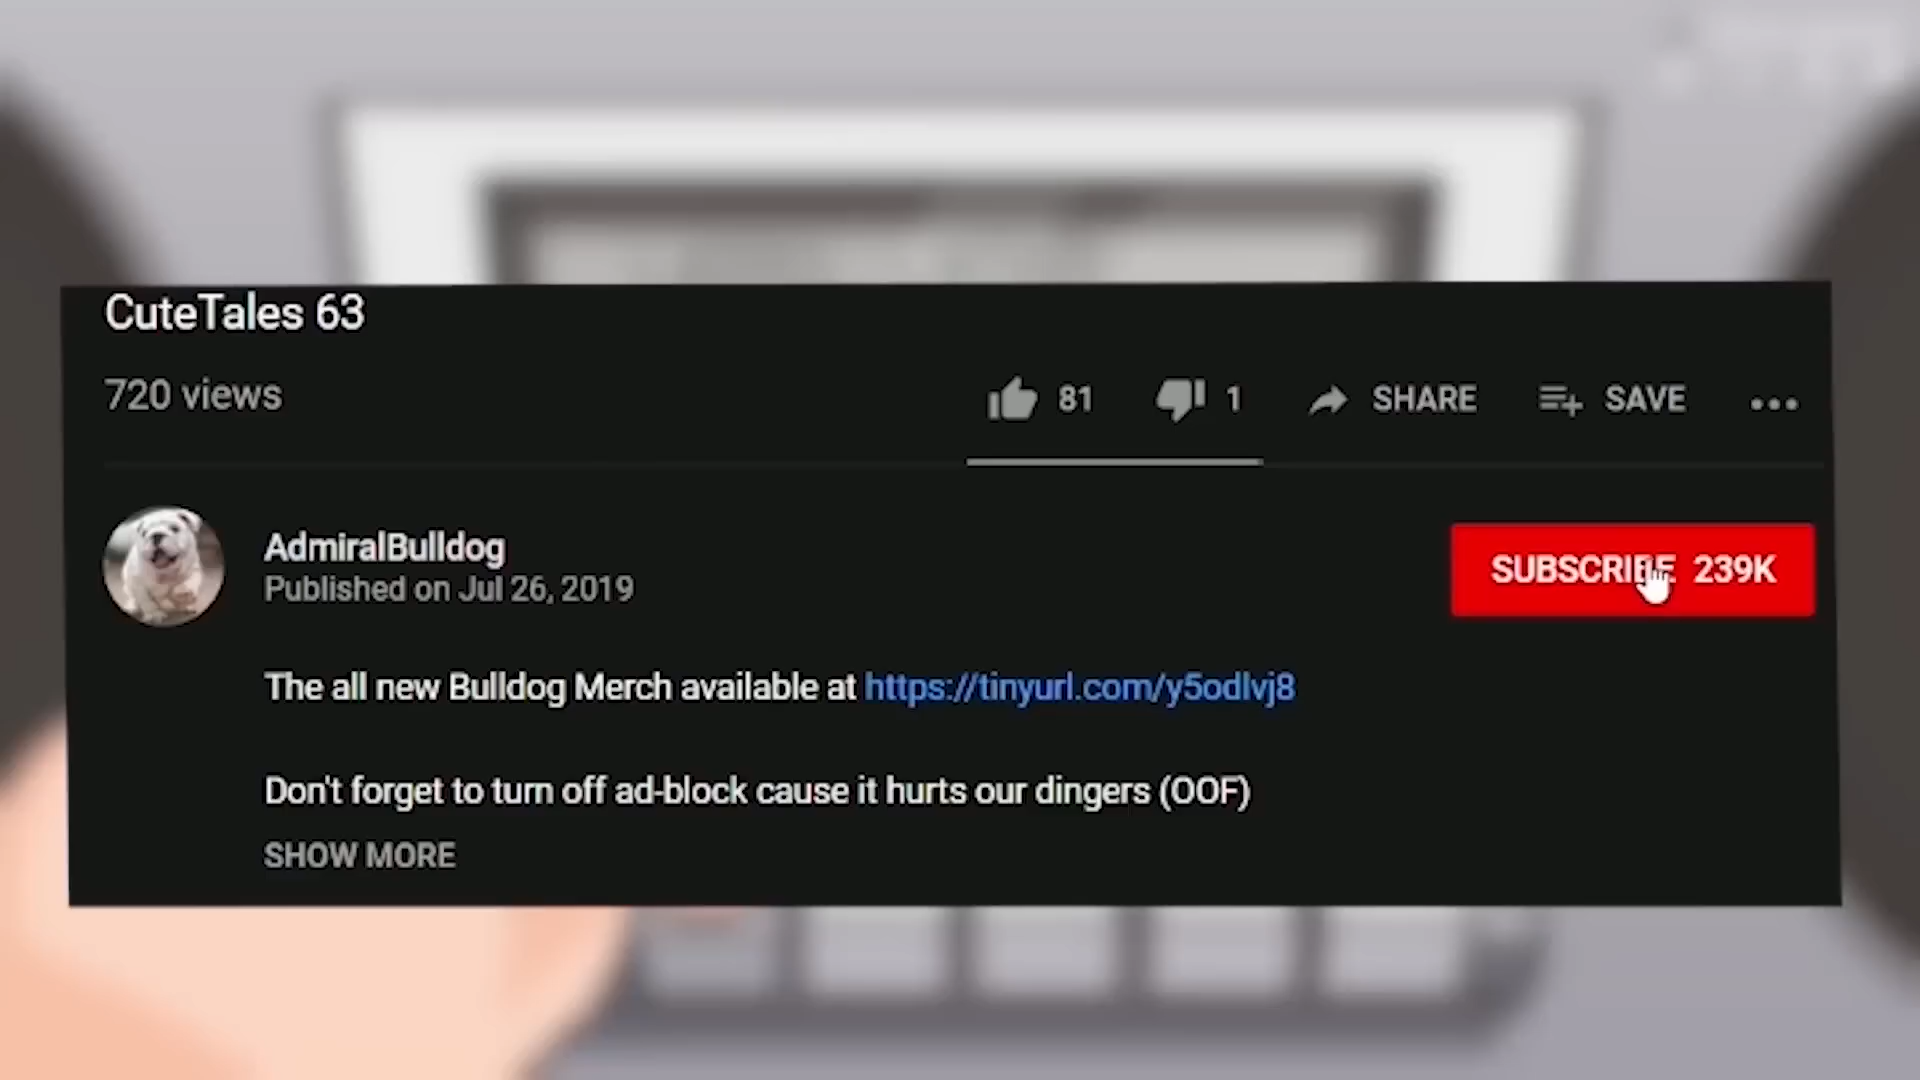 CuteTales 63
720 views
81 1 SHARE SAVE
AdmiralBulldog
Published on Jul 26, 2019
SUBSCRIBE 239K
The all new Bulldog Merch available at https://tinyurl.com/y5odlvj8
Don't forget to turn off ad-block cause it hurts our dingers (OOF)
SHOW MORE